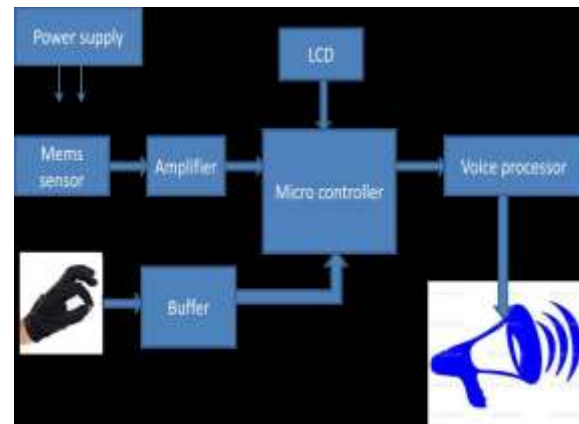 Power supply
LCD
Mems
sensor
Amplifier
Micro controller
Voice processor
Buffer